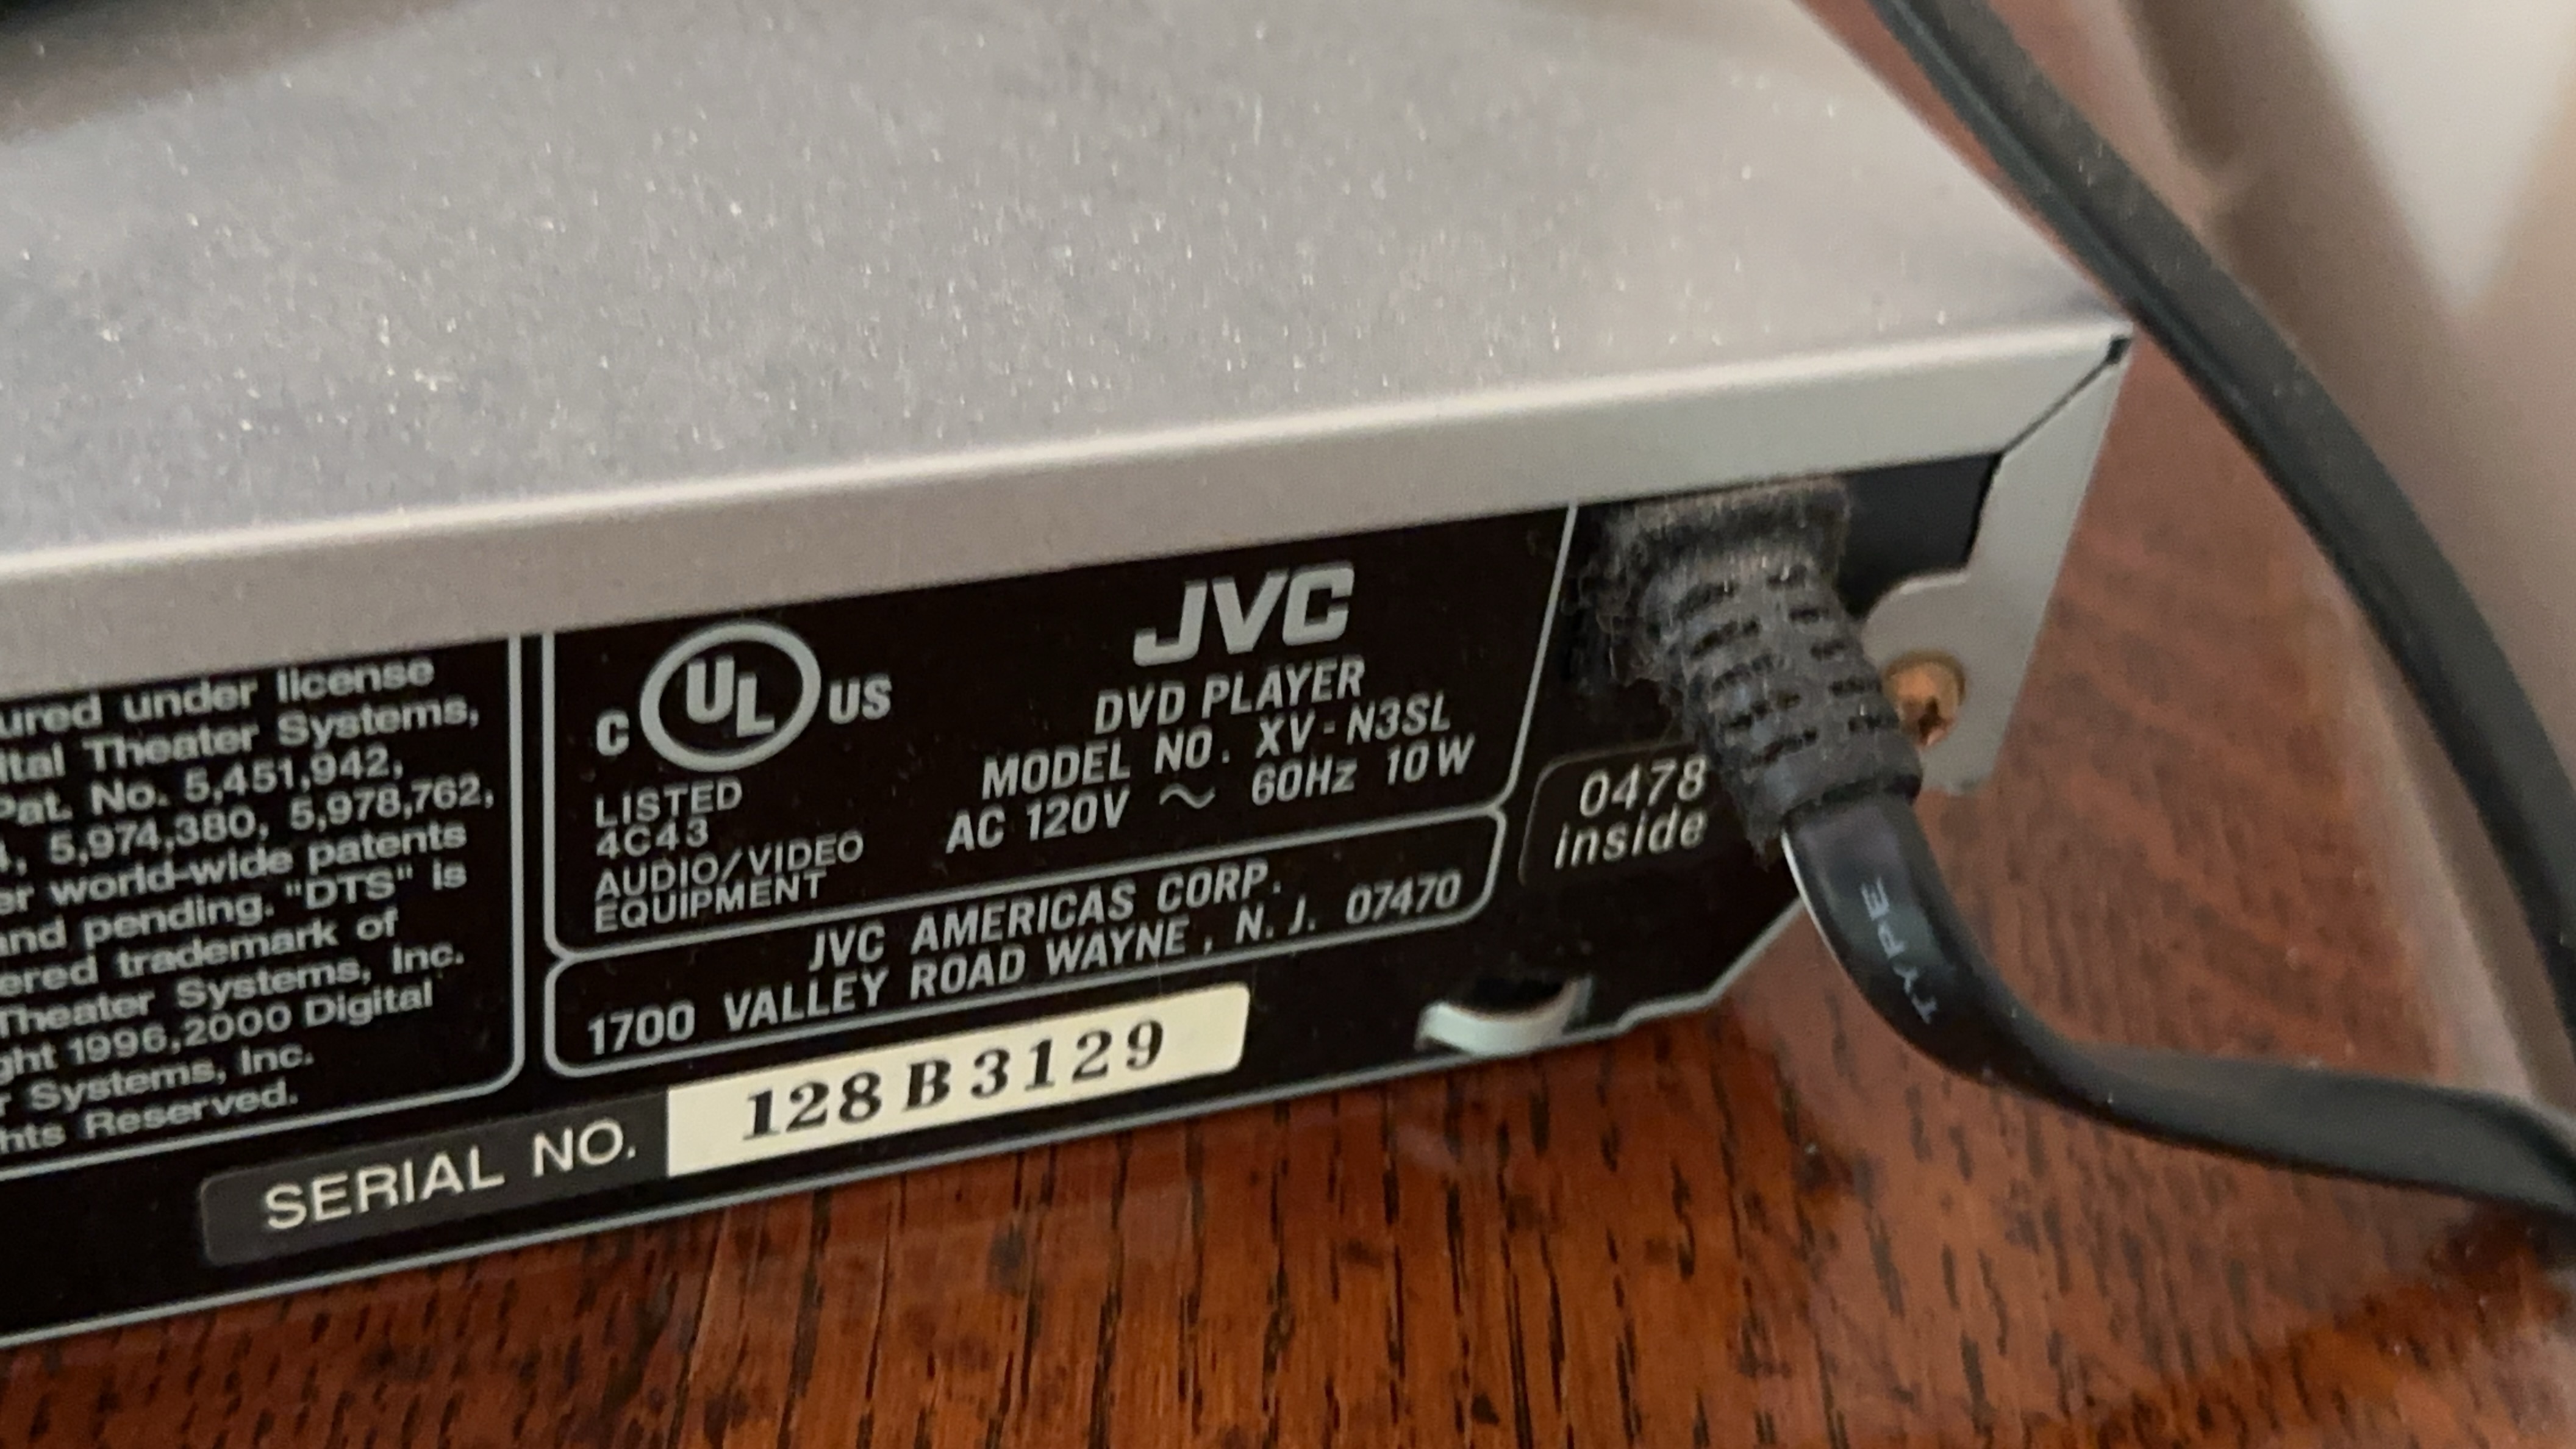 ured under license
ital Theater Systems,
Pat. No. 5,451,942,
, 5,974,380, 5,978,762,
er world-wide patents
and pending. "DTS" is
ered trademark of
Theater Systems, Inc.
ght 1996,2000 Digital
r Systems, Inc.
hts Reserved.
C UL US
LISTED
4C43
AUDIO/VIDEO
EQUIPMENT
JVC
DVD PLAYER
MODEL NO. XV-N3SL
AC 120V ~ 60Hz 10W
JVC AMERICAS CORP.
1700 VALLEY ROAD WAYNE, N.J. 07470
0478
inside
SERIAL NO. 128B3129
TYPE